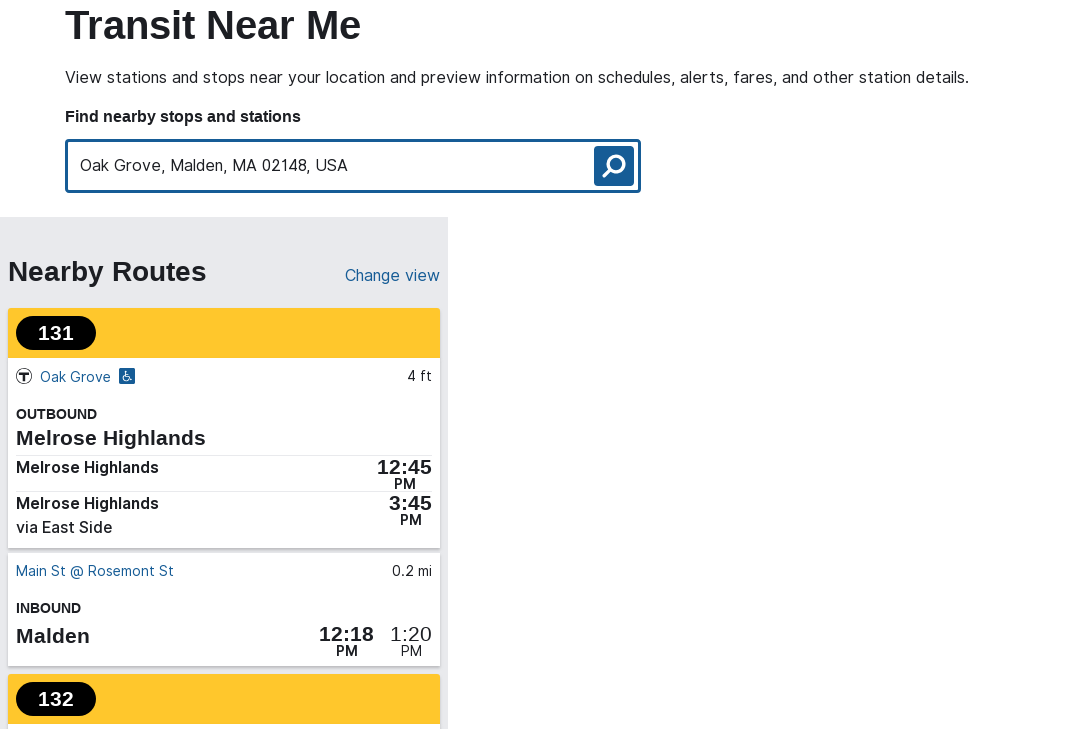 Transit Near Me
View stations and stops near your location and preview information on schedules, alerts, fares, and other station details.
Find nearby stops and stations
Oak Grove, Malden, MA 02148, USA
Nearby Routes Change view
131
T Oak Grove 4 ft
OUTBOUND
Melrose Highlands
Melrose Highlands 12:45
PM
Melrose Highlands 3:45
via East Side PM
Main St @ Rosemont St 0.2 mi
INBOUND
Malden 12:18 1:20
PM PM
132